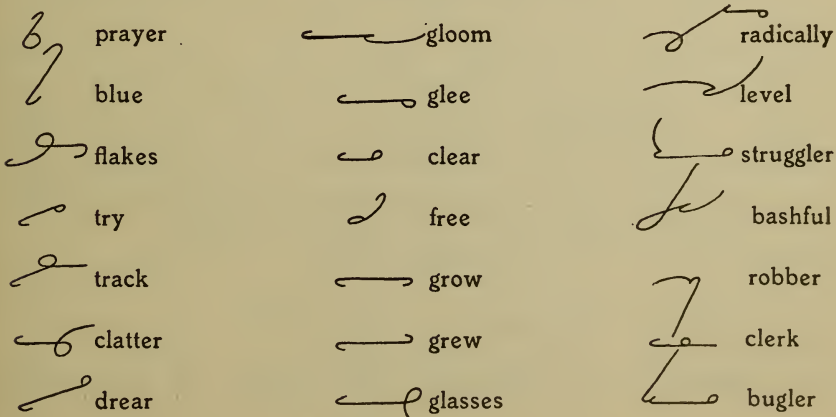 prayer gloom radically
blue glee level
flakes clear struggler
try free bashful
track grow robber
clatter grew clerk
drear glasses bugler